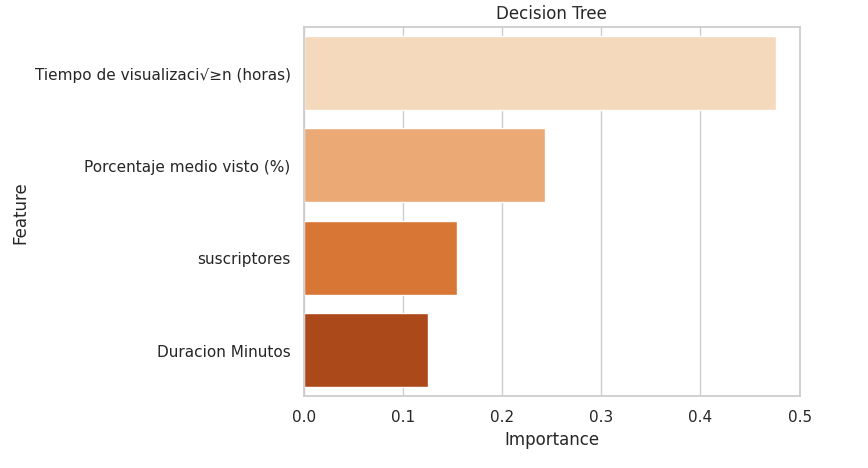 Decision Tree
Tiempo de visualizaci√≥n (horas)
Porcentaje medio visto (%)
suscriptores
Duracion Minutos
Feature
0.0 0.1 0.2 0.3 0.4 0.5
Importance